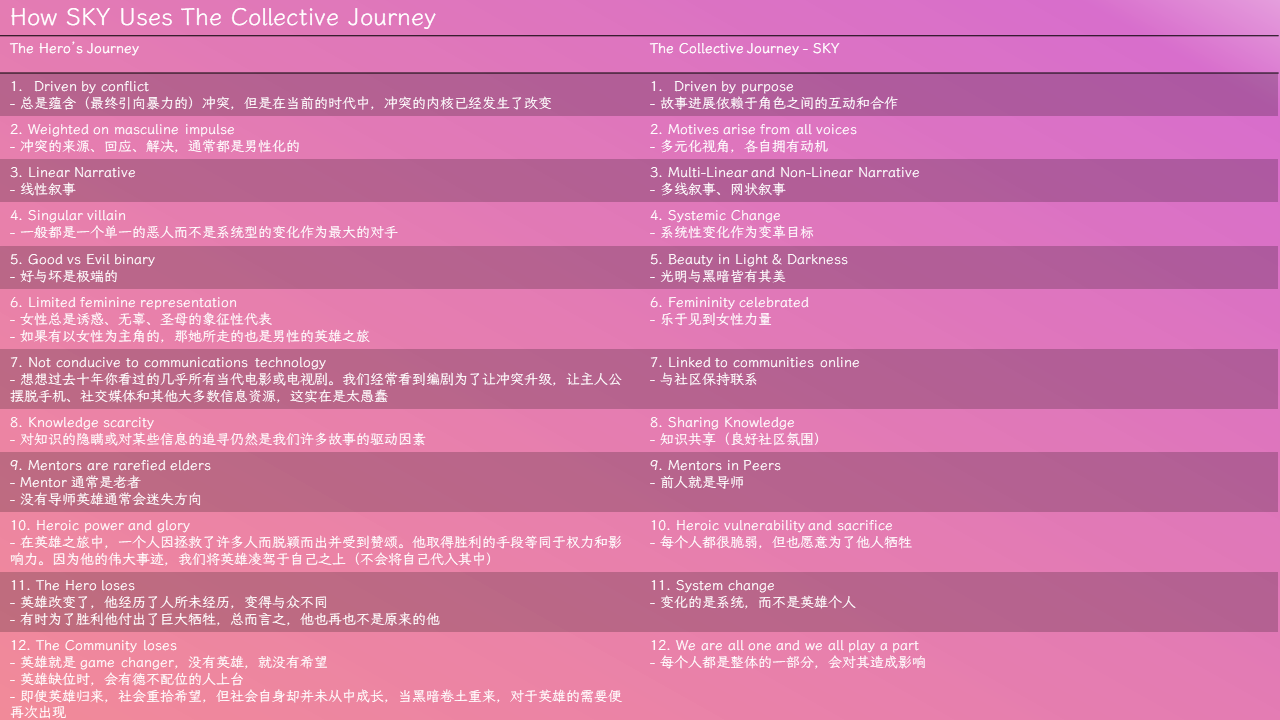 How SKY Uses The Collective Journey
The Hero's Journey
The Collective Journey – SKY
1. Driven by conflict
- 总是蕴含（最终引向暴力的）冲突，但是在当前的时代中，冲突的内核已经发生了改变
1. Driven by purpose
- 故事进展依赖于角色之间的互动和合作
2. Weighted on masculine impulse
- 冲突的来源、回应、解决，通常都是男性化的
2. Motives arise from all voices
- 多元化视角，各自拥有动机
3. Linear Narrative
- 线性叙事
3. Multi-Linear and Non-Linear Narrative
- 多线叙事、网状叙事
4. Singular villain
- 一般都是一个单一的恶人而不是系统型的变化作为最大的对手
4. Systemic Change
- 系统性变化作为变革目标
5. Good vs Evil binary
- 好与坏是极端的
5. Beauty in Light & Darkness
- 光明与黑暗皆有其美
6. Limited feminine representation
- 女性总是诱惑、无辜、圣母的象征性代表
- 如果有以女性为主角的，那她所走的也是男性的英雄之旅
6. Femininity celebrated
- 乐于见到女性力量
7. Not conducive to communications technology
- 想想过去十年你看过的几乎所有当代电影或电视剧。我们经常看到编剧为了让冲突升级，让主人公
摆脱手机、社交媒体和其他大多数信息资源，这实在是太愚蠢
7. Linked to communities online
- 与社区保持联系
8. Knowledge scarcity
- 对知识的隐瞒或对某些信息的追寻仍然是我们许多故事的驱动因素
8. Sharing Knowledge
- 知识共享（良好社区氛围）
9. Mentors are rarefied elders
- Mentor 通常是老者
- 没有导师英雄通常会迷失方向
9. Mentors in Peers
- 前人就是导师
10. Heroic power and glory
- 在英雄之旅中，一个人因拯救了许多人而脱颖而出并受到赞颂。他取得胜利的手段等同于权力和影
响力。因为他的伟大事迹，我们将英雄凌驾于自己之上（不会将自己代入其中）
10. Heroic vulnerability and sacrifice
- 每个人都很脆弱，但也愿意为了他人牺牲
11. The Hero loses
- 英雄改变了，他经历了人所未经历，变得与众不同
- 有时为了胜利他付出了巨大牺牲，总而言之，他也再也不是原来的他
11. System change
- 变化的是系统，而不是英雄个人
12. The Community loses
- 英雄就是 game changer，没有英雄，就没有希望
- 英雄缺位时，会有德不配位的人上台
- 即使英雄归来，社会重拾希望，但社会自身却并未从中成长，当黑暗卷土重来，对于英雄的需要便
再次出现
12. We are all one and we all play a part
- 每个人都是整体的一部分，会对其造成影响